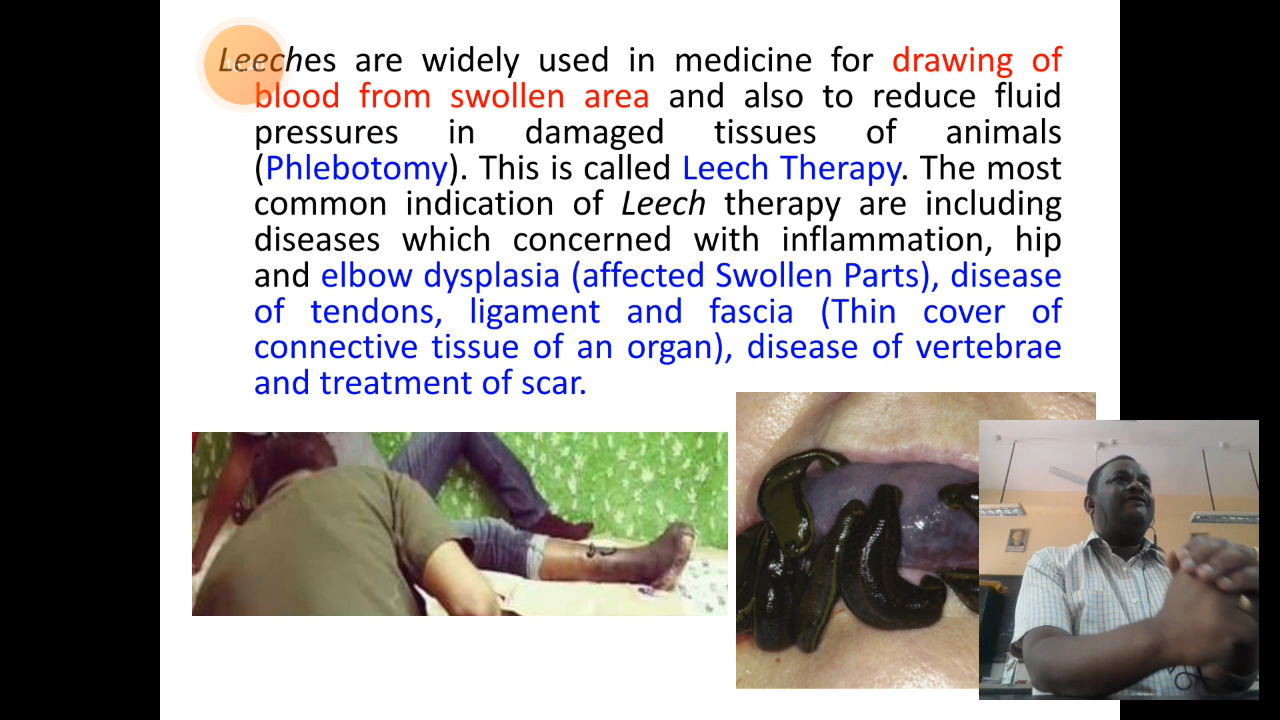 Leeches are widely used in medicine for drawing of
blood from swollen area and also to reduce fluid
pressures in damaged tissues of animals
(Phlebotomy). This is called Leech Therapy. The most
common indication of Leech therapy are including
diseases which concerned with inflammation, hip
and elbow dysplasia (affected Swollen Parts), disease
of tendons, ligament and fascia (Thin cover of
connective tissue of an organ), disease of vertebrae
and treatment of scar.